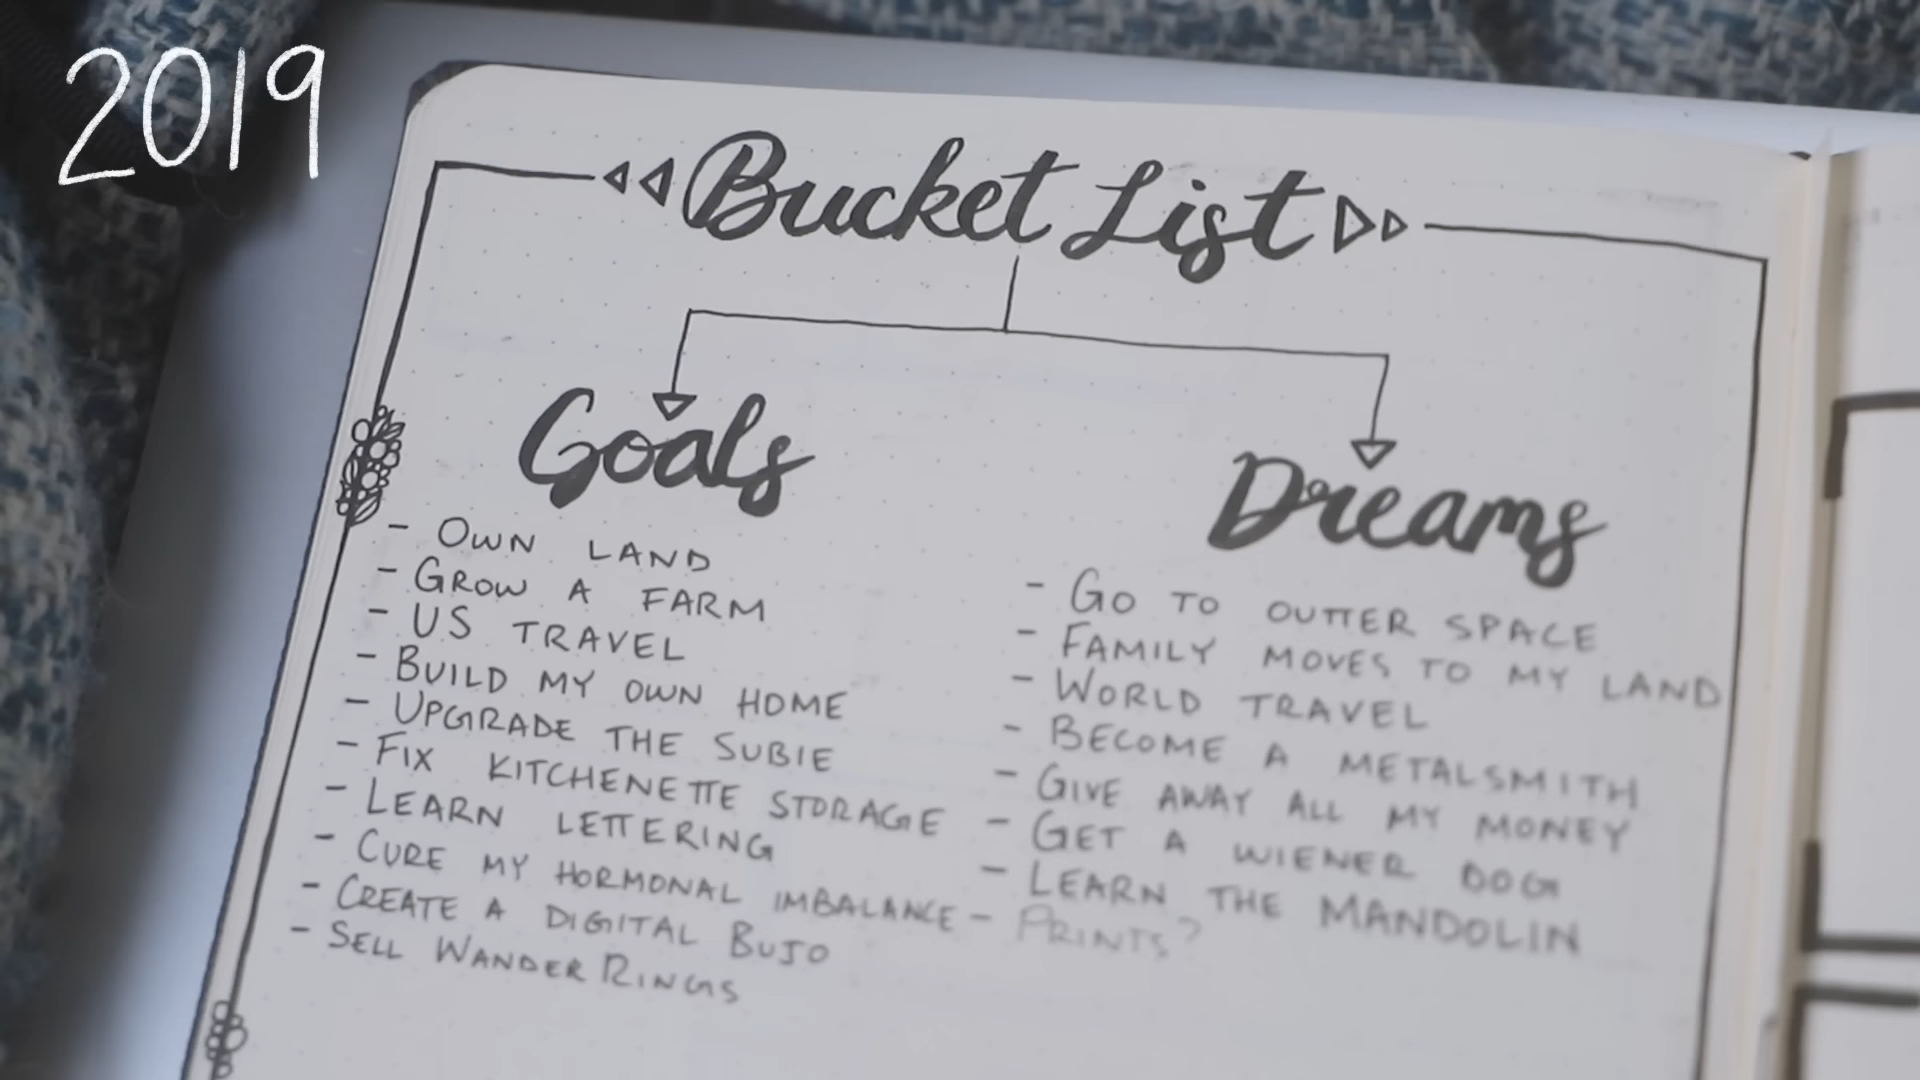 2019
Bucket List
Goals
- OWN LAND
- GROW A FARM
- US TRAVEL
- BUILD MY OWN HOME
- UPGRADE THE SUBIE
- FIX KITCHENETTE STORAGE
- LEARN LETTERING
- CURE MY HORMONAL IMBALANCE
- CREATE A DIGITAL BUJO
- SELL WANDER RINGS
Dreams
- GO TO OUTTER SPACE
- FAMILY MOVES TO MY LAND
- WORLD TRAVEL
- BECOME A METALSMITH
- GIVE AWAY ALL MY MONEY
- GET A WIENER DOG
- LEARN THE MANDOLIN
- PRINTS?